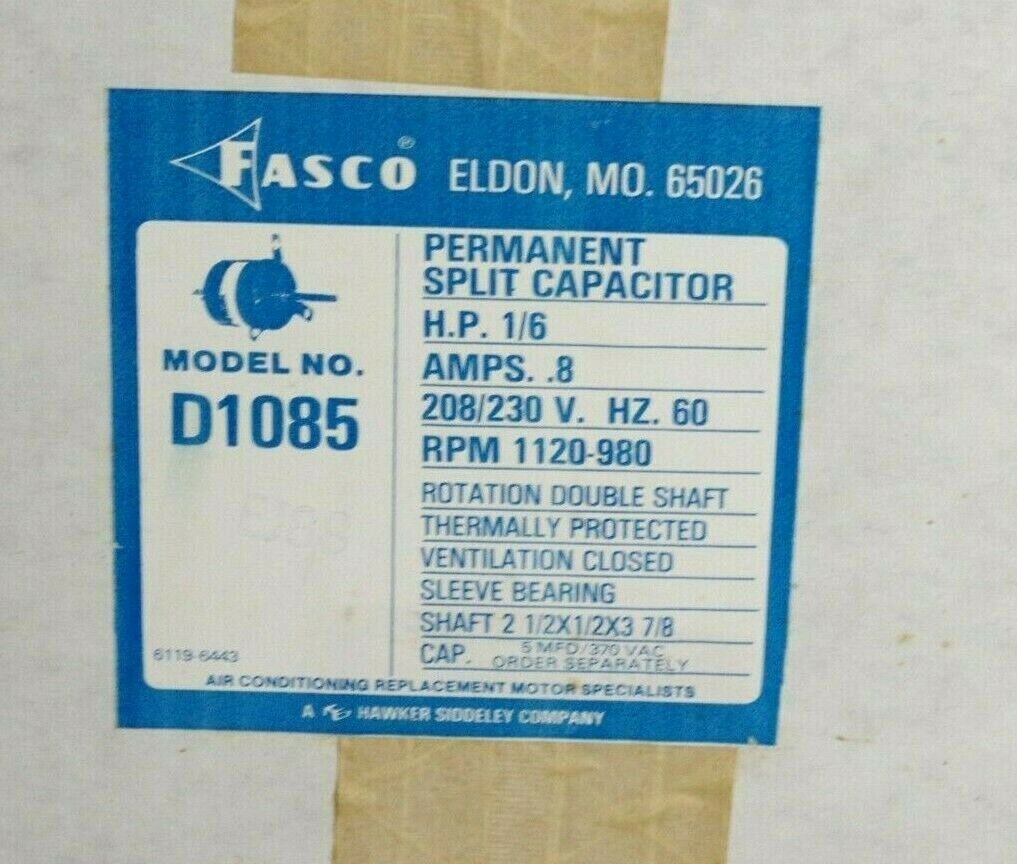 FASCO® ELDON, MO. 65026
MODEL NO.
D1085
6119-6443
PERMANENT
SPLIT CAPACITOR
H.P. 1/6
AMPS. .8
208/230 V. HZ. 60
RPM 1120-980
ROTATION DOUBLE SHAFT
THERMALLY PROTECTED
VENTILATION CLOSED
SLEEVE BEARING
SHAFT 2 1/2X1/2X3 7/8
CAP. 5 MFD/370 VAC
ORDER SEPARATELY
AIR CONDITIONING REPLACEMENT MOTOR SPECIALISTS
A HAWKER SIDDELEY COMPANY